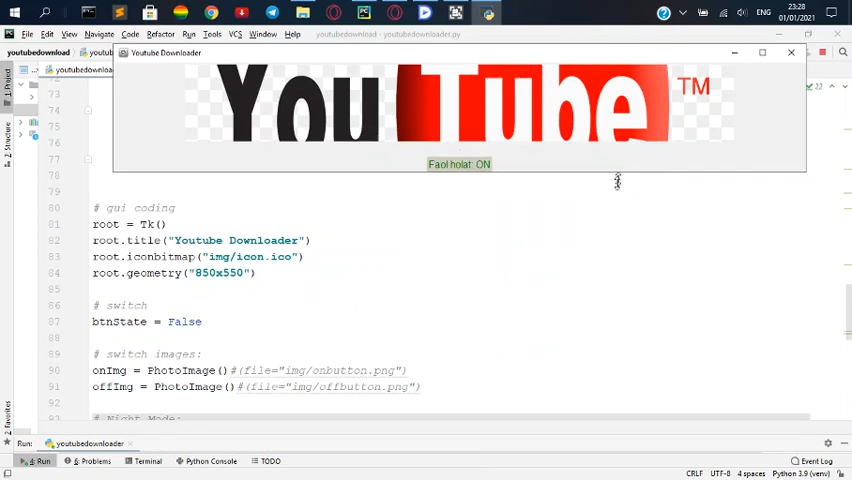 23:28
ENG
01/01/2021
File Edit View Navigate Code Refactor Run Tools VCS Window Help youtubedownload - youtubedownloader.py
youtubedownload
Youtube Downloader
YouTube™
Faol holat: ON
1: Project
7: Structure
2: Favorites
22
74
75
76
77
78
79
80 # gui coding
81 root = Tk()
82 root.title("Youtube Downloader")
83 root.iconbitmap("img/icon.ico")
84 root.geometry("850x550")
85
86 # switch
87 btnState = False
88
89 # switch images:
90 onImg = PhotoImage()#(file="img/onbutton.png")
91 offImg = PhotoImage()#(file="img/offbutton.png")
92
# Night Mode:
Run: youtubedownloader
4: Run 6: Problems Terminal Python Console TODO Event Log
CRLF UTF-8 4 spaces Python 3.9 (venv)